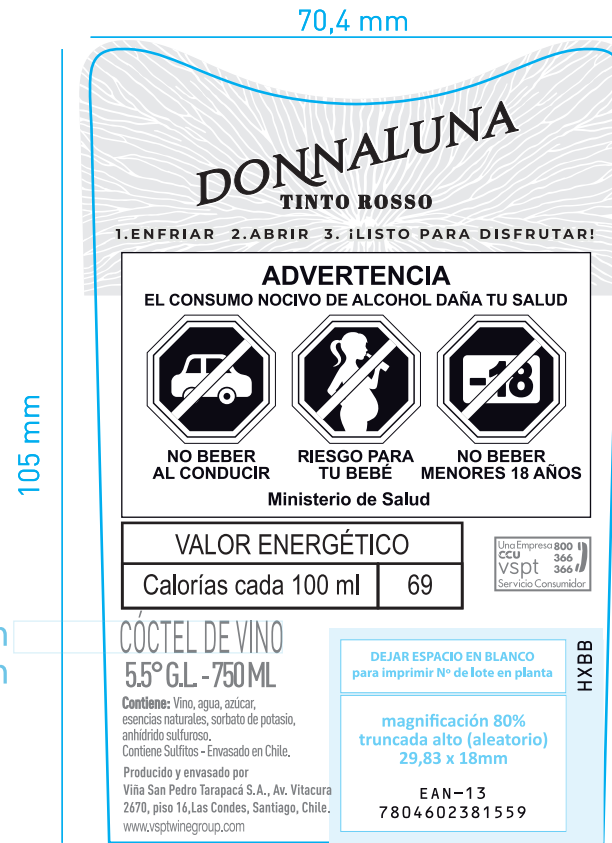 70,4 mm
105 mm
DONNALUNA
TINTO ROSSO
1.ENFRIAR 2.ABRIR 3. ¡LISTO PARA DISFRUTAR!
ADVERTENCIA
EL CONSUMO NOCIVO DE ALCOHOL DAÑA TU SALUD
-18
NO BEBER
AL CONDUCIR
RIESGO PARA
TU BEBÉ
NO BEBER
MENORES 18 AÑOS
Ministerio de Salud
VALOR ENERGÉTICO
Calorías cada 100 ml 69
Una Empresa
CCU
vspt
800
366
366
Servicio Consumidor
CÓCTEL DE VINO
5.5° G.L. - 750 ML
Contiene: Vino, agua, azúcar,
esencias naturales, sorbato de potasio,
anhídrido sulfuroso.
Contiene Sulfitos - Envasado en Chile.
Producido y envasado por
Viña San Pedro Tarapacá S.A., Av. Vitacura
2670, piso 16,Las Condes, Santiago, Chile.
www.vsptwinegroup.com
DEJAR ESPACIO EN BLANCO
para imprimir Nº de lote en planta
HXBB
magnificación 80%
truncada alto (aleatorio)
29,83 x 18mm
EAN-13
7804602381559